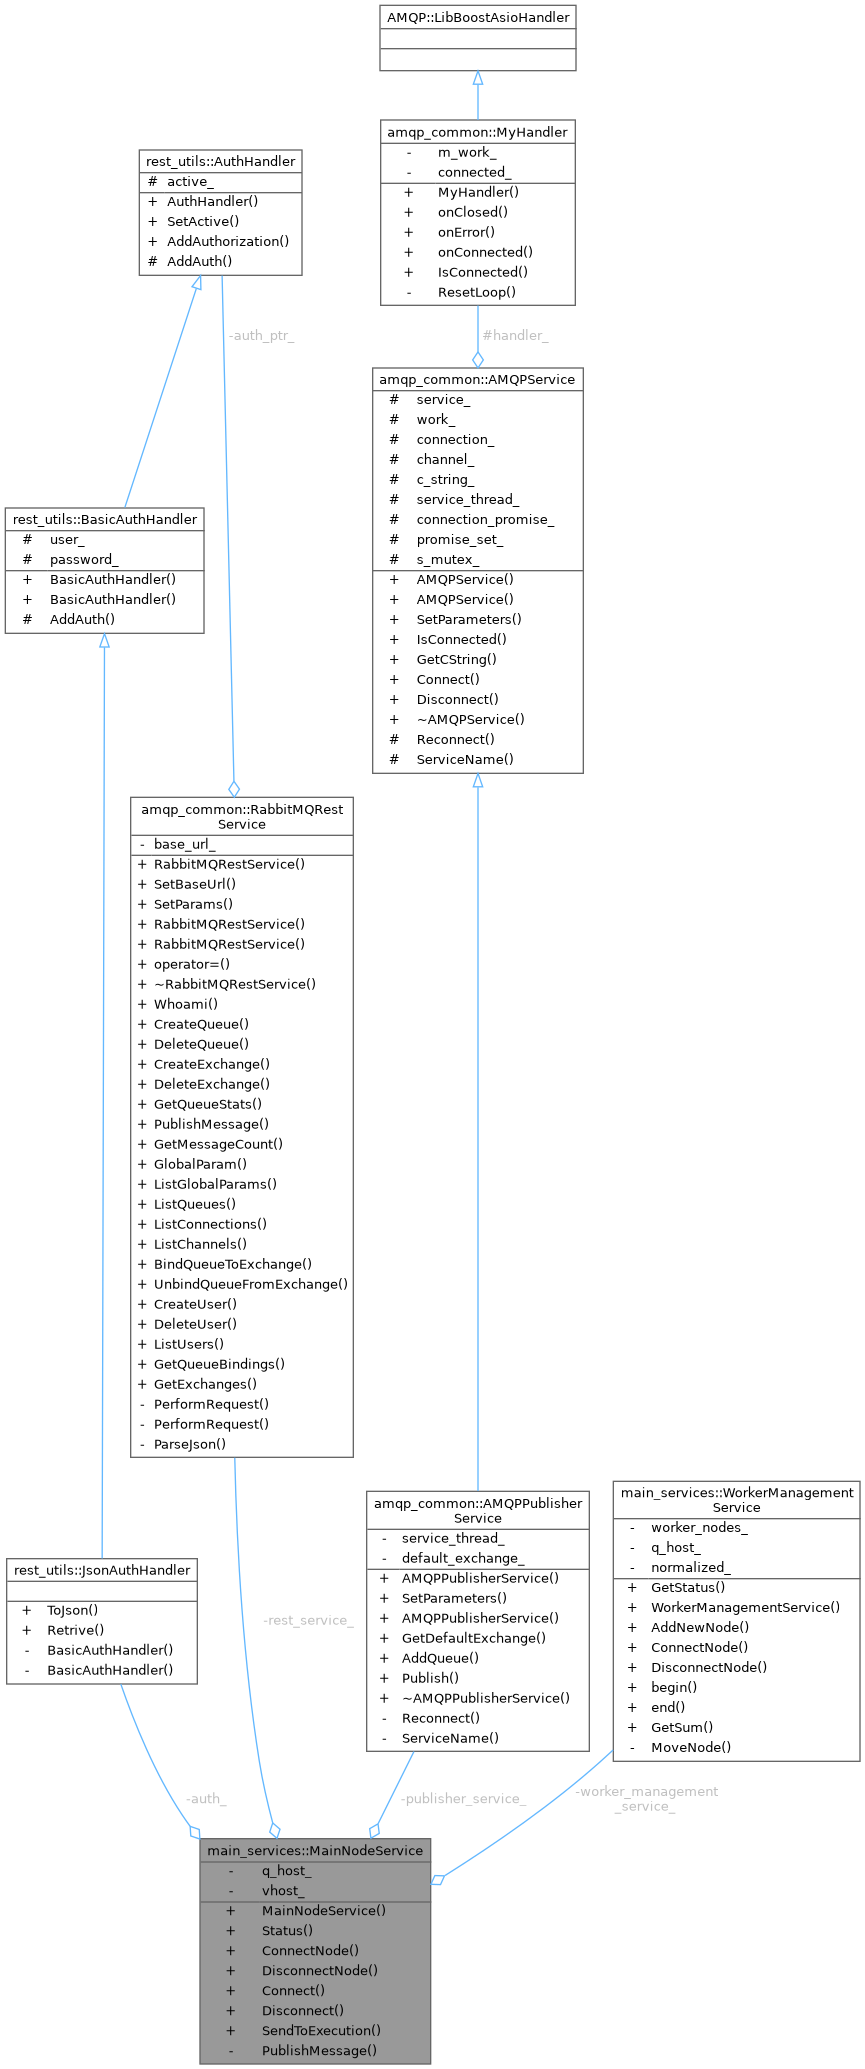 AMQP::LibBoostAsioHandler
amqp_common::MyHandler
- m_work_
- connected_
+ MyHandler()
+ onClosed()
+ onError()
+ onConnected()
+ IsConnected()
- ResetLoop()
rest_utils::AuthHandler
# active_
+ AuthHandler()
+ SetActive()
+ AddAuthorization()
# AddAuth()
-auth_ptr_
#handler_
amqp_common::AMQPService
# service_
# work_
# connection_
# channel_
# c_string_
# service_thread_
# connection_promise_
# promise_set_
# s_mutex_
+ AMQPService()
+ AMQPService()
+ SetParameters()
+ IsConnected()
+ GetCString()
+ Connect()
+ Disconnect()
+ ~AMQPService()
# Reconnect()
# ServiceName()
rest_utils::BasicAuthHandler
# user_
# password_
+ BasicAuthHandler()
+ BasicAuthHandler()
# AddAuth()
amqp_common::RabbitMQRest
Service
- base_url_
+ RabbitMQRestService()
+ SetBaseUrl()
+ SetParams()
+ RabbitMQRestService()
+ RabbitMQRestService()
+ operator=()
+ ~RabbitMQRestService()
+ Whoami()
+ CreateQueue()
+ DeleteQueue()
+ CreateExchange()
+ DeleteExchange()
+ GetQueueStats()
+ PublishMessage()
+ GetMessageCount()
+ GlobalParam()
+ ListGlobalParams()
+ ListQueues()
+ ListConnections()
+ ListChannels()
+ BindQueueToExchange()
+ UnbindQueueFromExchange()
+ CreateUser()
+ DeleteUser()
+ ListUsers()
+ GetQueueBindings()
+ GetExchanges()
- PerformRequest()
- PerformRequest()
- ParseJson()
rest_utils::JsonAuthHandler
+ ToJson()
+ Retrive()
- BasicAuthHandler()
- BasicAuthHandler()
amqp_common::AMQPPublisher
Service
- service_thread_
- default_exchange_
+ AMQPPublisherService()
+ SetParameters()
+ AMQPPublisherService()
+ GetDefaultExchange()
+ AddQueue()
+ Publish()
+ ~AMQPPublisherService()
- Reconnect()
- ServiceName()
main_services::WorkerManagement
Service
- worker_nodes_
- q_host_
- normalized_
+ GetStatus()
+ WorkerManagementService()
+ AddNewNode()
+ ConnectNode()
+ DisconnectNode()
+ begin()
+ end()
+ GetSum()
- MoveNode()
-rest_service_
-auth_
-publisher_service_
-worker_management
_service_
main_services::MainNodeService
- q_host_
- vhost_
+ MainNodeService()
+ Status()
+ ConnectNode()
+ DisconnectNode()
+ Connect()
+ Disconnect()
+ SendToExecution()
- PublishMessage()